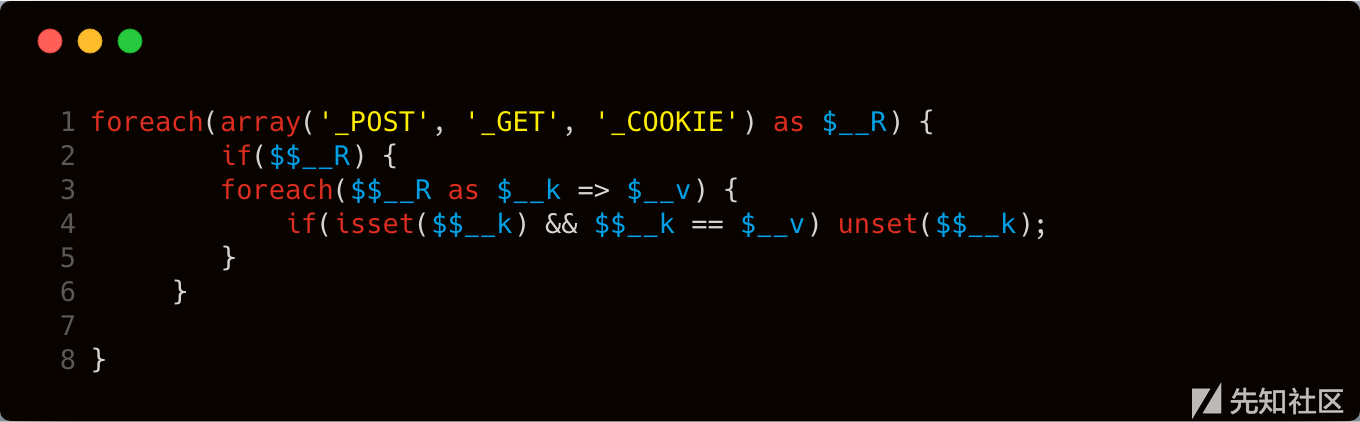 1 foreach(array('_POST', '_GET', '_COOKIE') as $__R) {
2         if($$__R) {
3         foreach($$__R as $__k => $__v) {
4             if(isset($$__k) && $$__k == $__v) unset($$__k);
5         }
6      }
7
8 }
先知社区